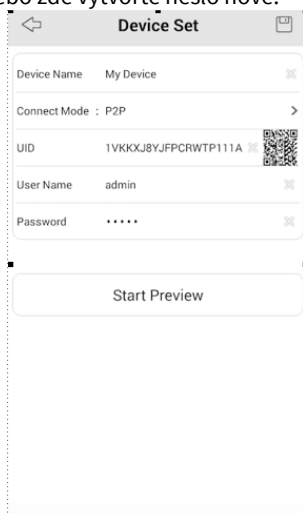 ebo zde vytvořte heslo nové.
Device Set
Device Name My Device
Connect Mode : P2P
UID 1VKKXJ8YJFPCRWTP111A
User Name admin
Password •••••
Start Preview